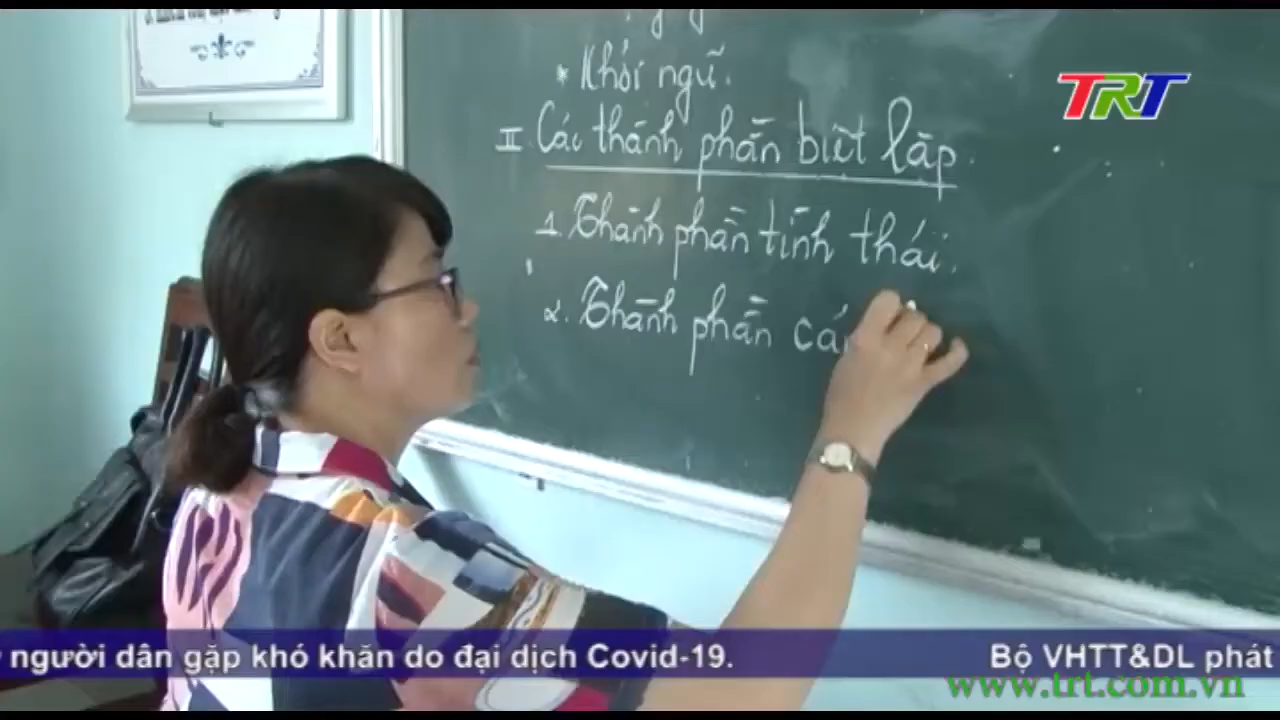 * Khởi ngữ.
TRT
II Các thành phần biệt lập.
1. Thành phần tình thái.
2. Thành phần cả
người dân gặp khó khăn do đại dịch Covid-19.
Bộ VHTT&DL phát
www.trt.com.vn